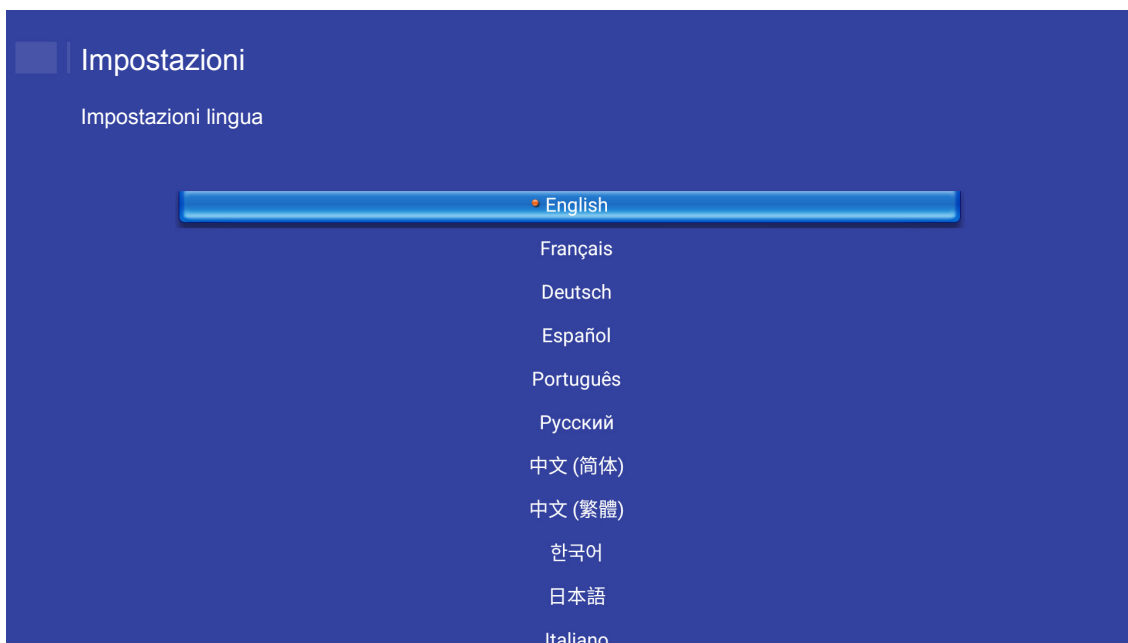 Impostazioni
Impostazioni lingua
English
Français
Deutsch
Español
Português
Русский
中文 (简体)
中文 (繁體)
한국어
日本語
Italiano